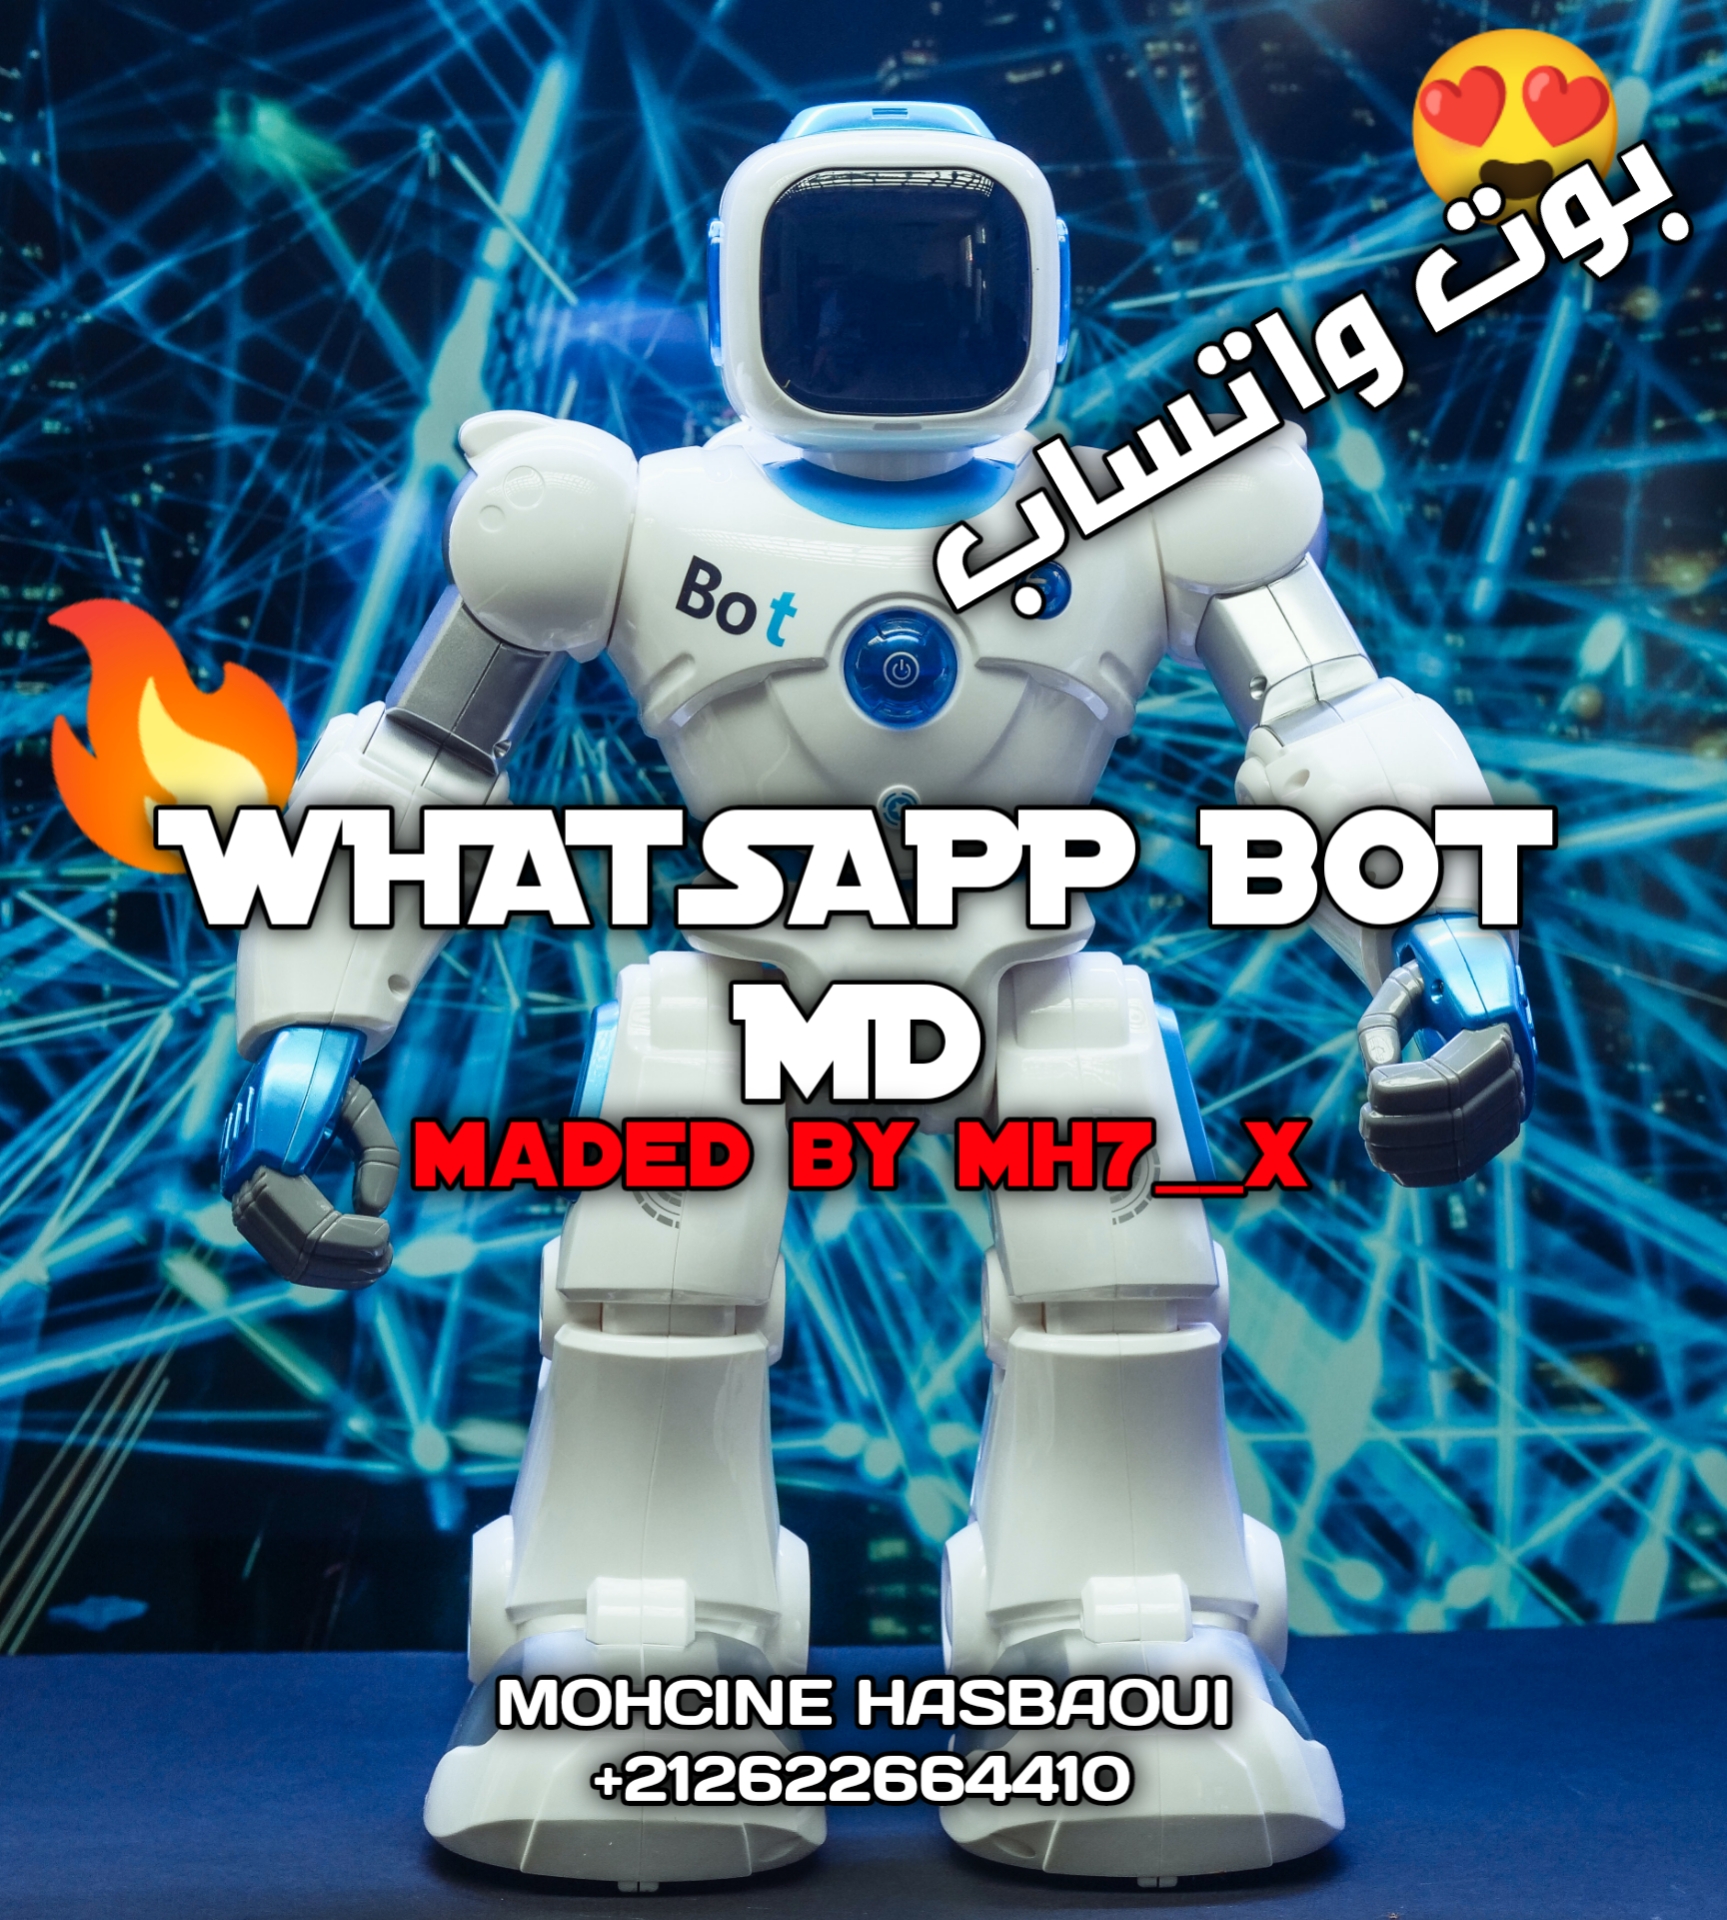 بوت واتساب
Bot
WHATSAPP BOT
MD
MADED BY MH7__X
MOHCINE HASBAOUI
+212622664410